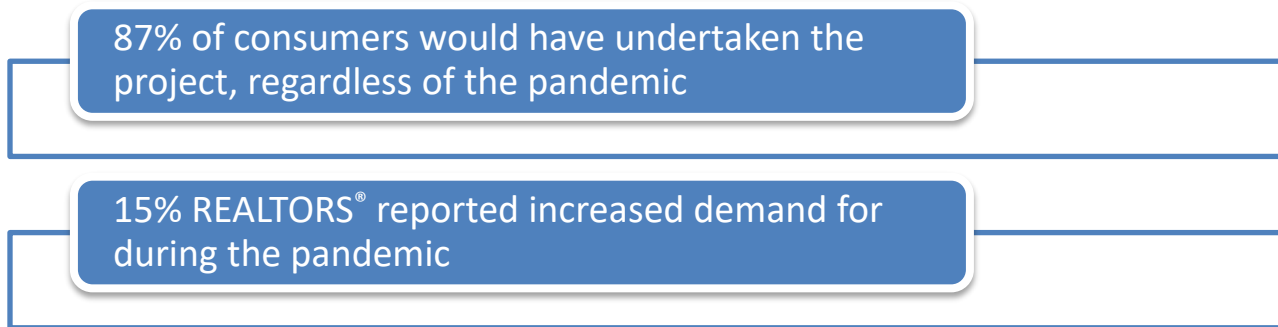 87% of consumers would have undertaken the
project, regardless of the pandemic
15% REALTORS® reported increased demand for
during the pandemic